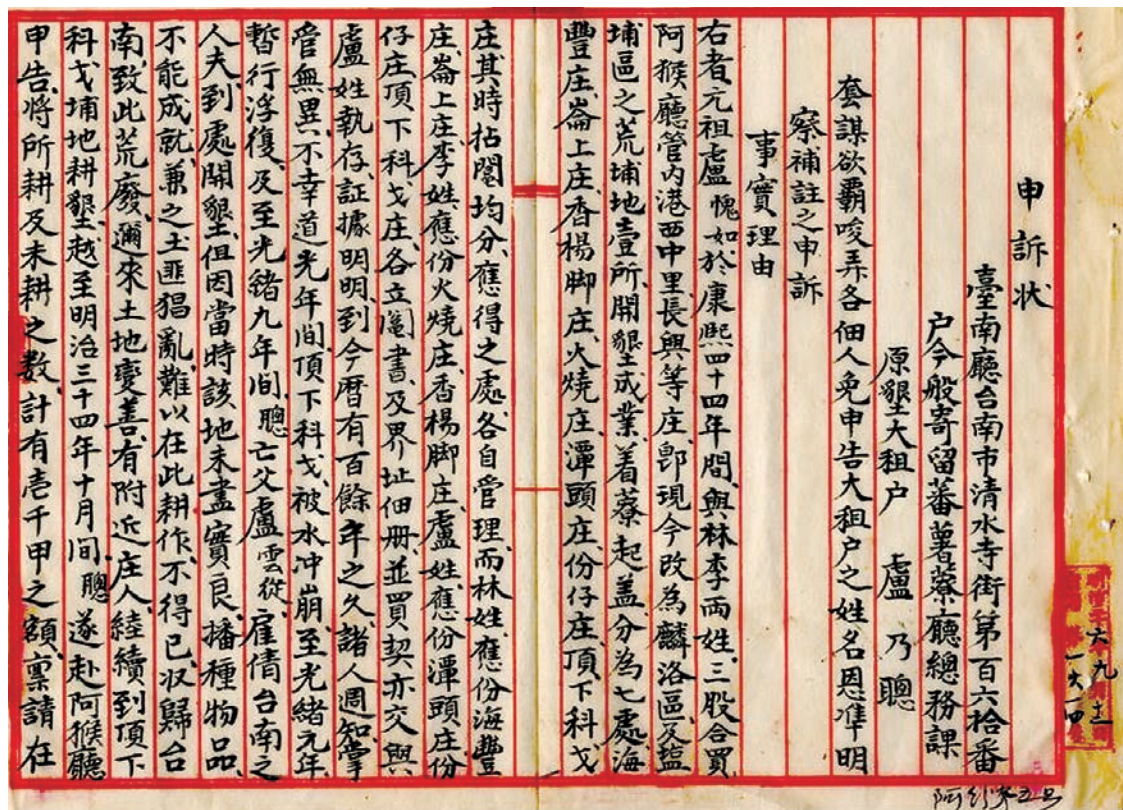 申訴状
臺南廳台南市清水寺街第百六拾番
户今般寄留蕃薯藔廳總務課
原墾大租户　盧乃聰
套謀欲霸唆弄各佃人免申告大租户之姓名恩准明
察補註之申訴
事實理由
右者元祖盧愧如於康熙四十四年間、與林李兩姓、三股合買
阿猴廳管內港西中里長興等庄、卽現今改為麟洛區及塩
埔區之荒埔地壹所、開墾成業、着藔起盖分為七處、海
豐庄、崙上庄、香楊脚庄、火燒庄、潭頭庄、份仔庄、頂下科戈
庄、其時拈鬮均分、應得之處、各自管理、而林姓應份海豐
庄、崙上庄、李姓應份火燒庄、香楊脚庄、盧姓應份潭頭庄、份
仔庄、頂下科戈庄、各立鬮書、及界址佃冊、並買契亦交與
盧姓執存、証據明明、到今曆有百餘年之久、諸人週知、掌
管無異、不幸道光年間、頂下科戈、被水冲崩、至光緒元年
暫行浮復、及至光緒九年間、聰亡父盧雲從、雇倩台南之
人夫、到處開墾、但因當時該地未盡實良、播種物品、
不能成就、兼之土匪猖亂、難以在此耕作、不得已、収歸台
南、致此荒廢、邇來土地變善、有附近庄人、続續到頂下
科戈埔地耕墾、越至明治三十四年十月間、聰遂赴阿猴廳
申告、將所耕及未耕之數、計有壱千甲之額、稟請在